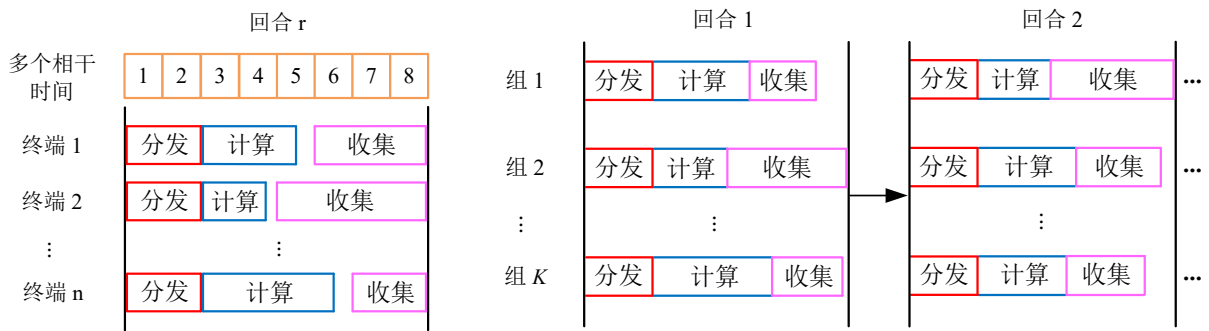 回合 r
多个相干
时间
1 2 3 4 5 6 7 8
终端 1 分发 计算 收集
终端 2 分发 计算 收集
⋮ ⋮
终端 n 分发 计算 收集
回合 1 回合 2
组 1 分发 计算 收集 分发 计算 收集 ...
组 2 分发 计算 收集 分发 计算 收集 ...
⋮ ⋮ ⋮
组 K 分发 计算 收集 分发 计算 收集 ...